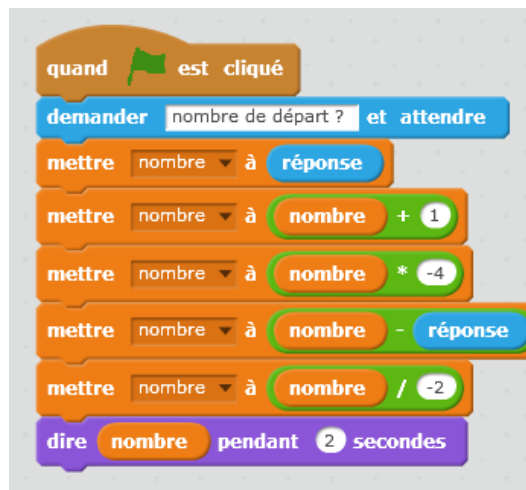 quand est cliqué
demander nombre de départ ? et attendre
mettre nombre à réponse
mettre nombre à nombre + 1
mettre nombre à nombre * -4
mettre nombre à nombre - réponse
mettre nombre à nombre / -2
dire nombre pendant 2 secondes